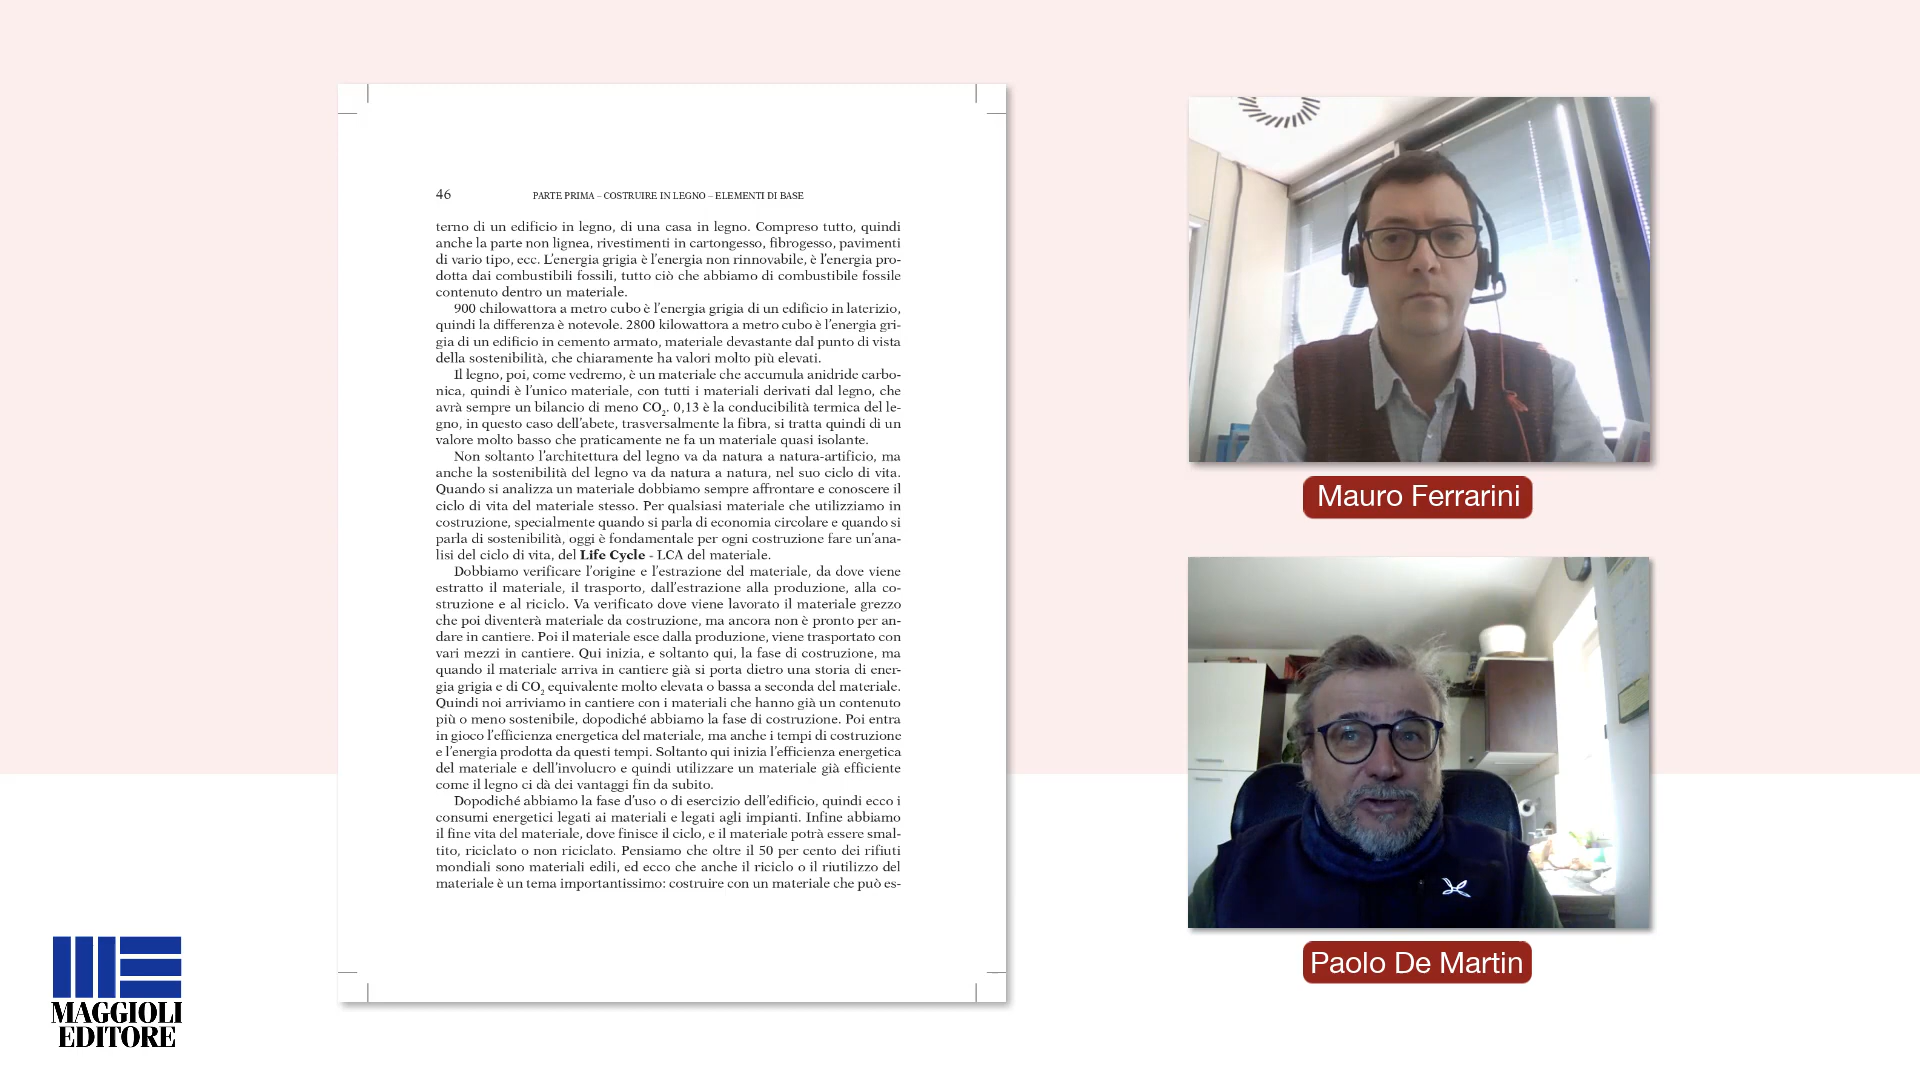 46 PARTE PRIMA – COSTRUIRE IN LEGNO – ELEMENTI DI BASE
terno di un edificio in legno, di una casa in legno. Compreso tutto, quindi
anche la parte non lignea, rivestimenti in cartongesso, fibrogesso, pavimenti
di vario tipo, ecc. L'energia grigia è l'energia non rinnovabile, è l'energia pro-
dotta dai combustibili fossili, tutto ciò che abbiamo di combustibile fossile
contenuto dentro un materiale.
900 chilowattora a metro cubo è l'energia grigia di un edificio in laterizio,
quindi la differenza è notevole. 2800 kilowattora a metro cubo è l'energia gri-
gia di un edificio in cemento armato, materiale devastante dal punto di vista
della sostenibilità, che chiaramente ha valori molto più elevati.
Il legno, poi, come vedremo, è un materiale che accumula anidride carbo-
nica, quindi è l'unico materiale, con tutti i materiali derivati dal legno, che
avrà sempre un bilancio di meno CO₂. 0,13 è la conducibilità termica del le-
gno, in questo caso dell'abete, trasversalmente la fibra, si tratta quindi di un
valore molto basso che praticamente ne fa un materiale quasi isolante.
Non soltanto l'architettura del legno va da natura a natura-artificio, ma
anche la sostenibilità del legno va da natura a natura, nel suo ciclo di vita.
Quando si analizza un materiale dobbiamo sempre affrontare e conoscere il
ciclo di vita del materiale stesso. Per qualsiasi materiale che utilizziamo in
costruzione, specialmente quando si parla di economia circolare e quando si
parla di sostenibilità, oggi è fondamentale per ogni costruzione fare un'ana-
lisi del ciclo di vita, del Life Cycle - LCA del materiale.
Dobbiamo verificare l'origine e l'estrazione del materiale, da dove viene
estratto il materiale, il trasporto, dall'estrazione alla produzione, alla co-
struzione e al riciclo. Va verificato dove viene lavorato il materiale grezzo
che poi diventerà materiale da costruzione, ma ancora non è pronto per an-
dare in cantiere. Poi il materiale esce dalla produzione, viene trasportato con
vari mezzi in cantiere. Qui inizia, e soltanto qui, la fase di costruzione, ma
quando il materiale arriva in cantiere già si porta dietro una storia di ener-
gia grigia e di CO₂ equivalente molto elevata o bassa a seconda del materiale.
Quindi noi arriviamo in cantiere con i materiali che hanno già un contenuto
più o meno sostenibile, dopodiché abbiamo la fase di costruzione. Poi entra
in gioco l'efficienza energetica del materiale, ma anche i tempi di costruzione
e l'energia prodotta da questi tempi. Soltanto qui inizia l'efficienza energetica
del materiale e dell'involucro e quindi utilizzare un materiale già efficiente
come il legno ci dà dei vantaggi fin da subito.
Dopodiché abbiamo la fase d'uso o di esercizio dell'edificio, quindi ecco i
consumi energetici legati ai materiali e legati agli impianti. Infine abbiamo
il fine vita del materiale, dove finisce il ciclo, e il materiale potrà essere smal-
tito, riciclato o non riciclato. Pensiamo che oltre il 50 per cento dei rifiuti
mondiali sono materiali edili, ed ecco che anche il riciclo o il riutilizzo del
materiale è un tema importantissimo: costruire con un materiale che può es-
Mauro Ferrarini
Paolo De Martin
MAGGIOLI
EDITORE